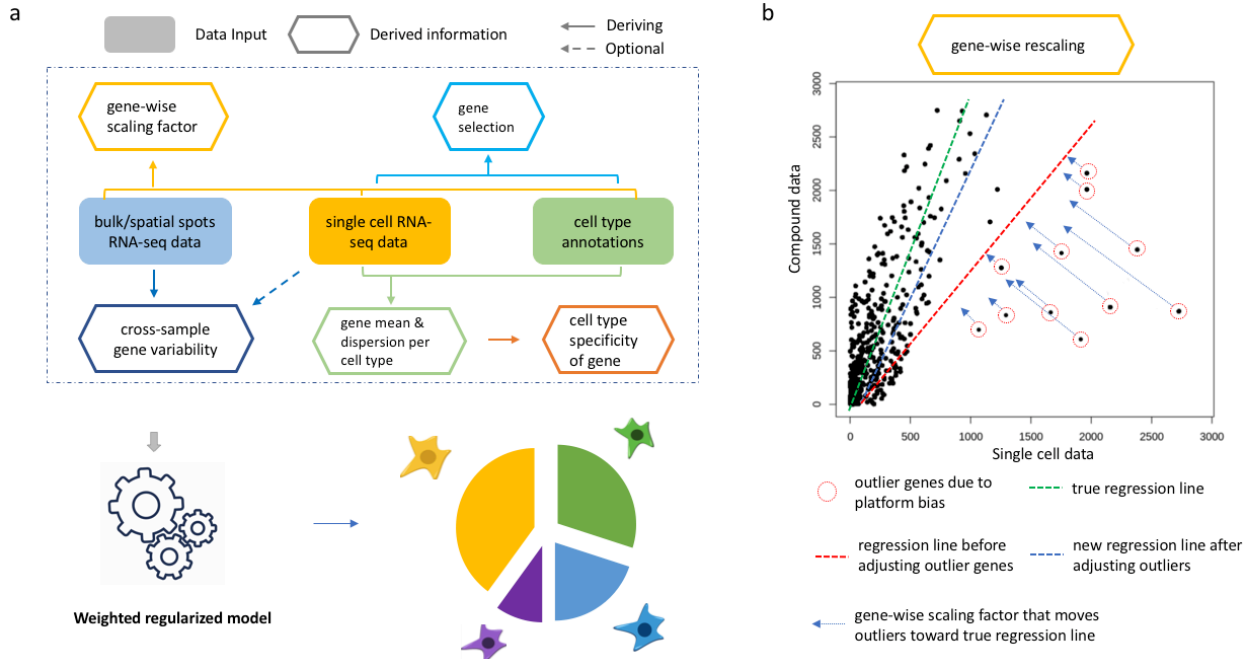 a
Data Input
Derived information
Deriving
Optional
gene-wise
scaling factor
gene
selection
bulk/spatial spots
RNA-seq data
single cell RNA-
seq data
cell type
annotations
cross-sample
gene variability
gene mean &
dispersion per
cell type
cell type
specificity
of gene
Weighted regularized model
b
gene-wise rescaling
Compound data
3000
2500
2000
1500
1000
500
0
0 500 1000 1500 2000 2500 3000
Single cell data
outlier genes due to
platform bias
true regression line
regression line before
adjusting outlier genes
new regression line after
adjusting outliers
gene-wise scaling factor that moves
outliers toward true regression line